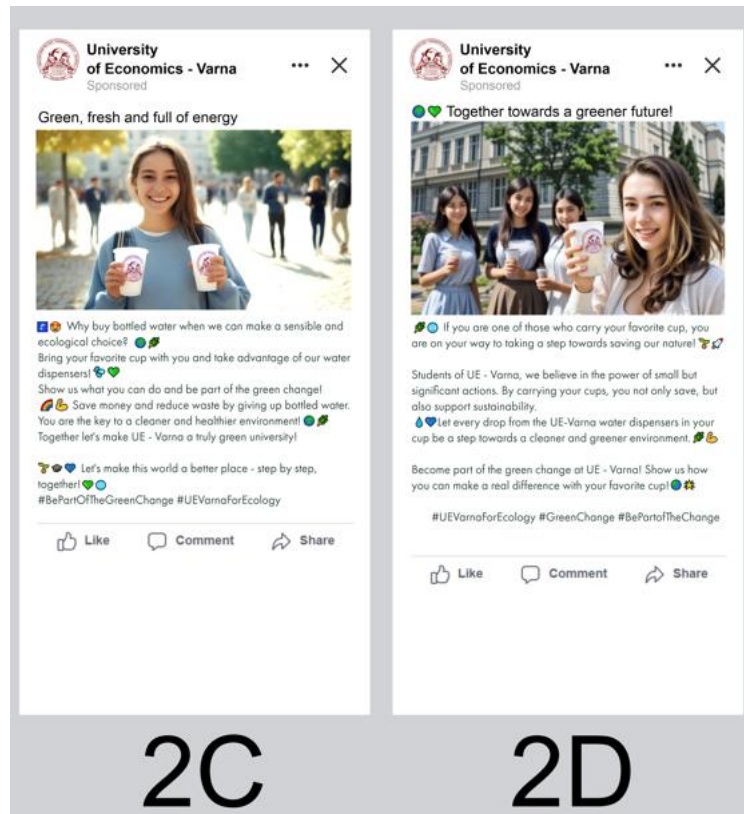 University
of Economics - Varna
Sponsored
Green, fresh and full of energy
Why buy bottled water when we can make a sensible and
ecological choice?
Bring your favorite cup with you and take advantage of our water
dispensers!
Show us what you can do and be part of the green change!
Save money and reduce waste by giving up bottled water.
You are the key to a cleaner and healthier environment!
Together let's make UE - Varna a truly green university!
Let's make this world a better place - step by step,
together!
#BePartOfTheGreenChange #UEVarnaForEcology
Like Comment Share
2C
University
of Economics - Varna
Sponsored
Together towards a greener future!
If you are one of those who carry your favorite cup, you
are on your way to taking a step towards saving our nature!
Students of UE - Varna, we believe in the power of small but
significant actions. By carrying your cups, you not only save, but
also support sustainability.
Let every drop from the UE-Varna water dispensers in your
cup be a step towards a cleaner and greener environment.
Become part of the green change at UE - Varna! Show us how
you can make a real difference with your favorite cup!
#UEVarnaForEcology #GreenChange #BePartofTheChange
Like Comment Share
2D